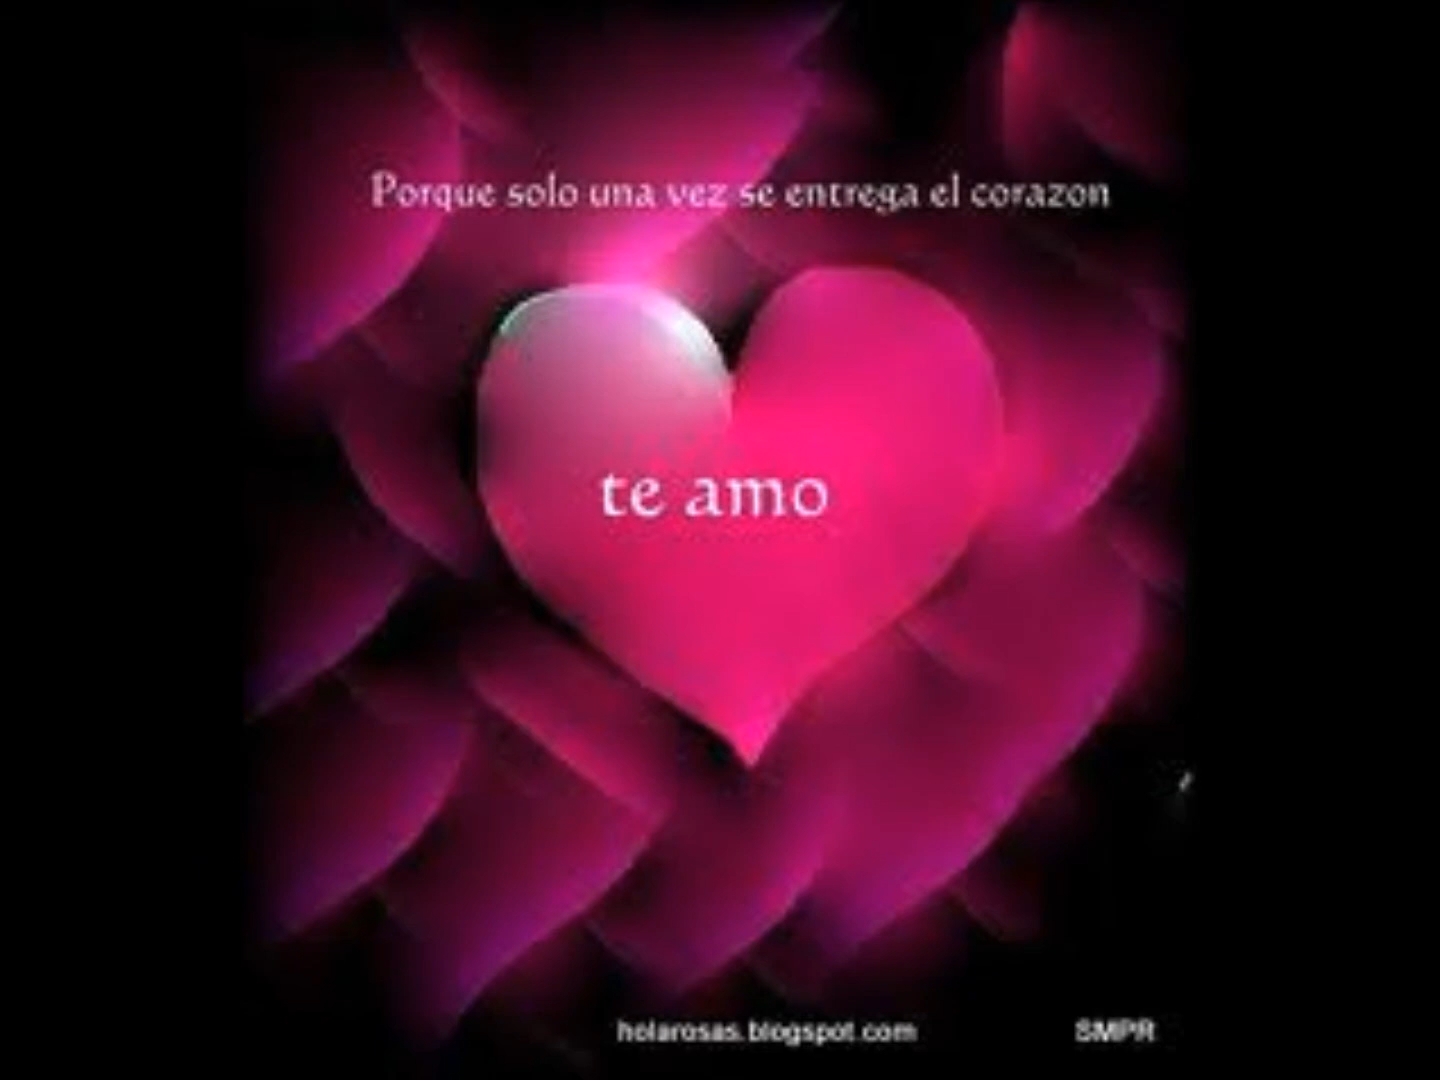 Porque solo una vez se entrega el corazon
te amo
holarosas.blogspot.com
SMPR